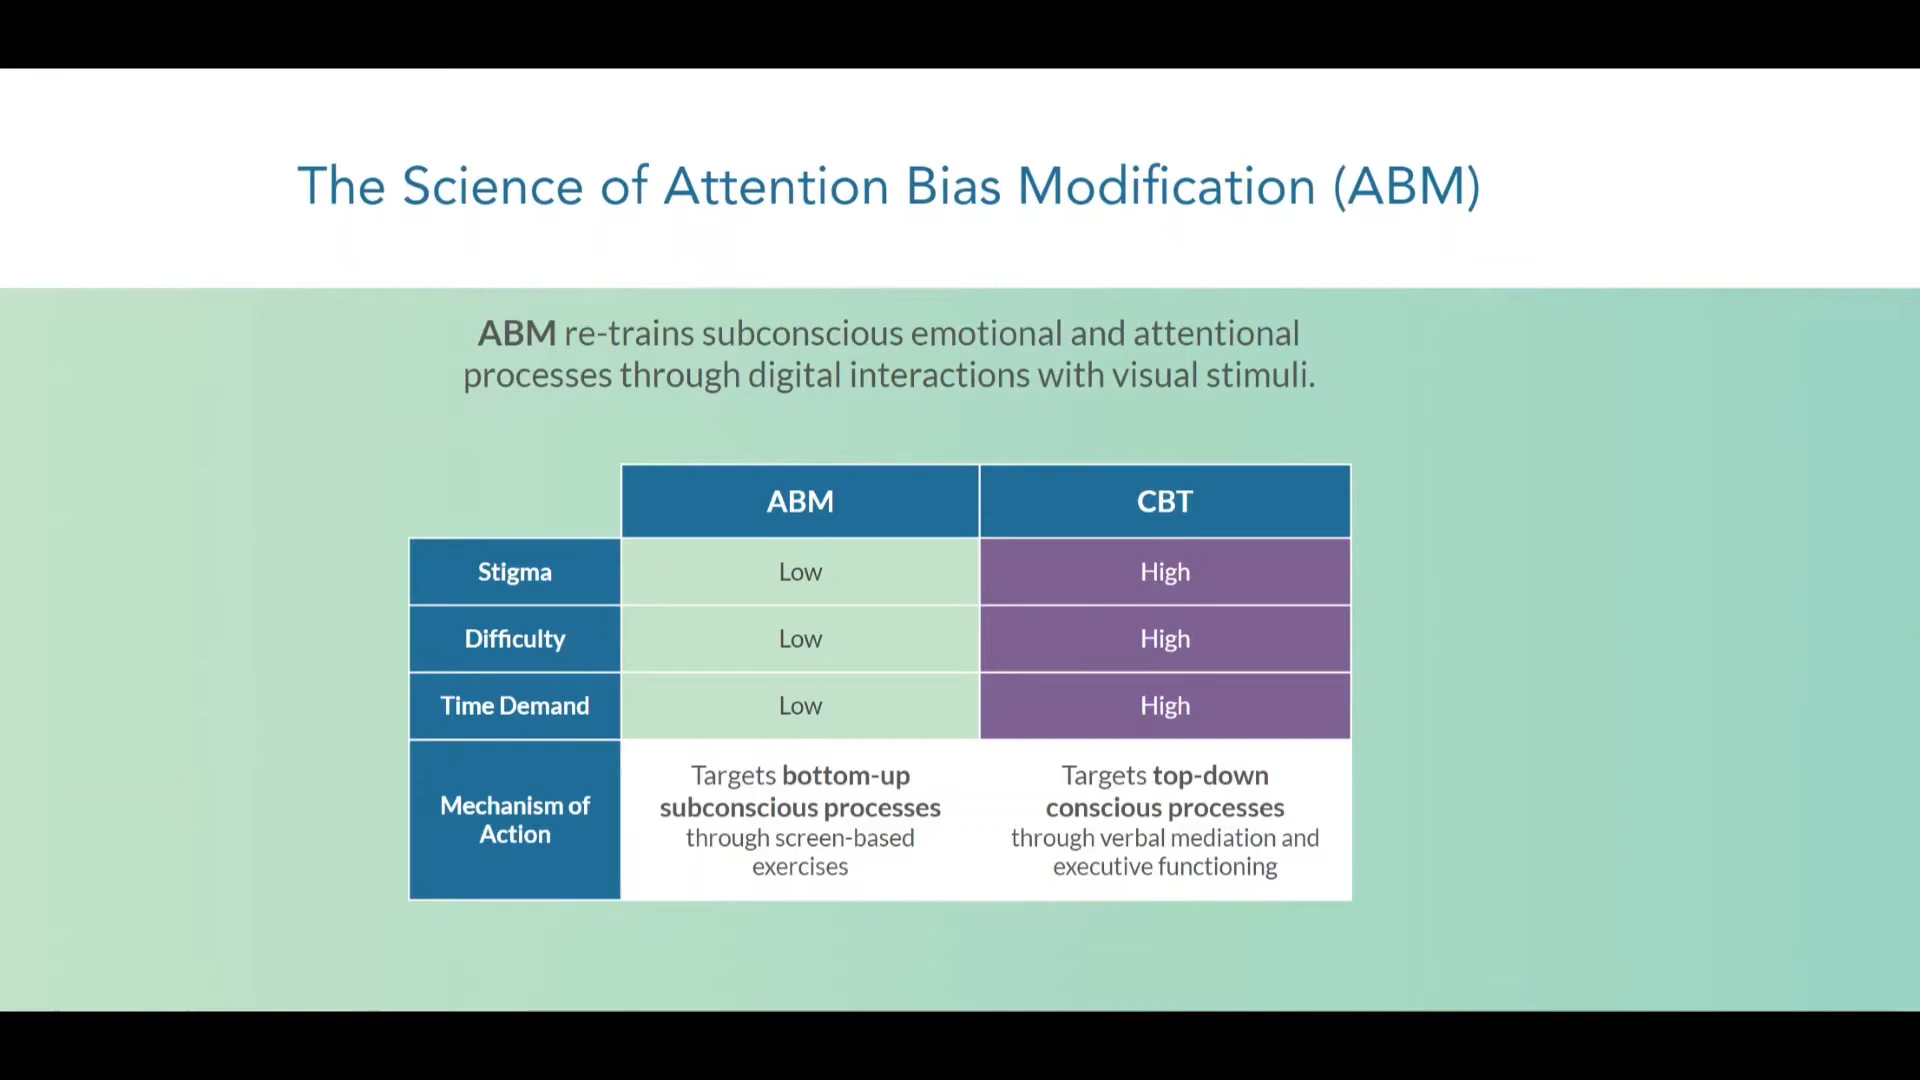 The Science of Attention Bias Modification (ABM)
ABM re-trains subconscious emotional and attentional
processes through digital interactions with visual stimuli.
ABM CBT
Stigma Low High
Difficulty Low High
Time Demand Low High
Mechanism of
Action
Targets bottom-up
subconscious processes
through screen-based
exercises
Targets top-down
conscious processes
through verbal mediation and
executive functioning